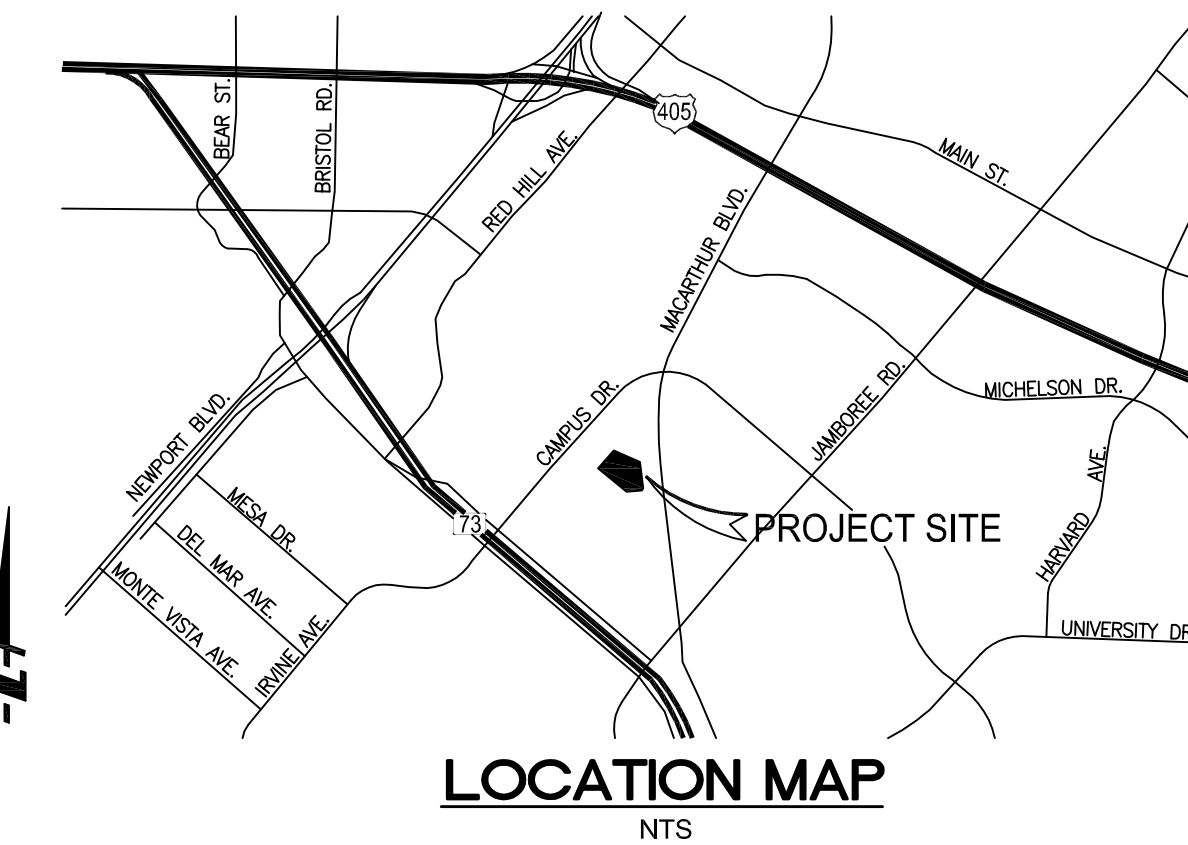 BEAR ST.
BRISTOL RD.
RED HILL AVE.
405
MAIN ST.
MACARTHUR BLVD.
NEWPORT BLVD.
CAMPUS DR.
JAMBOREE RD.
MICHELSON DR.
MESA DR.
73
PROJECT SITE
HARVARD AVE.
DEL MAR AVE.
MONTE VISTA AVE.
IRVINE AVE.
UNIVERSITY DR
LOCATION MAP
NTS